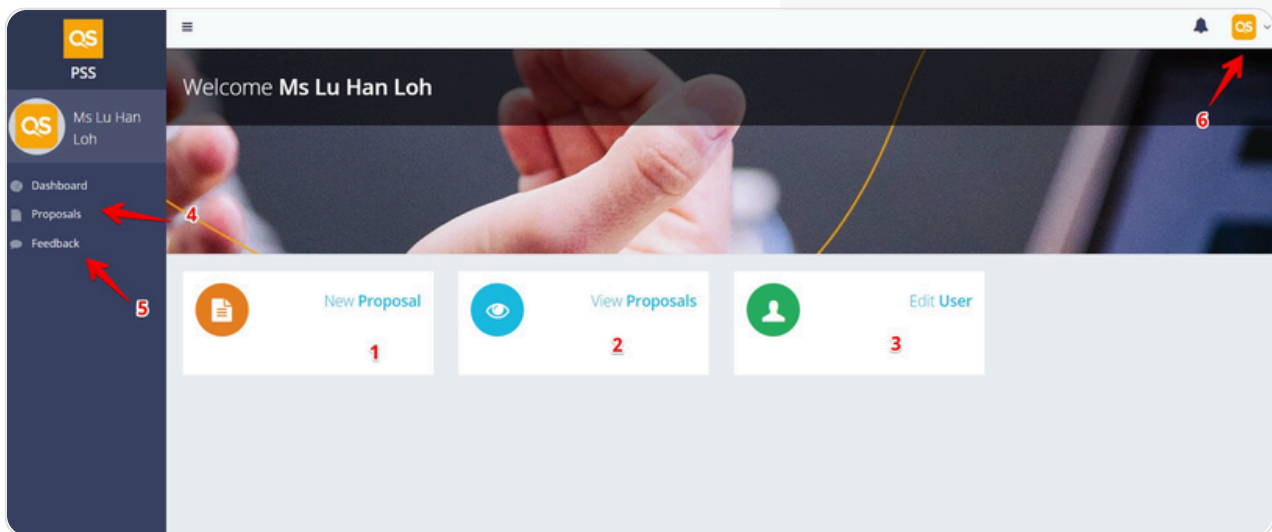 QS
PSS
QS
Ms Lu Han
Loh
Dashboard
Proposals
Feedback
4
5
QS
6
Welcome Ms Lu Han Loh
New Proposal
1
View Proposals
2
Edit User
3